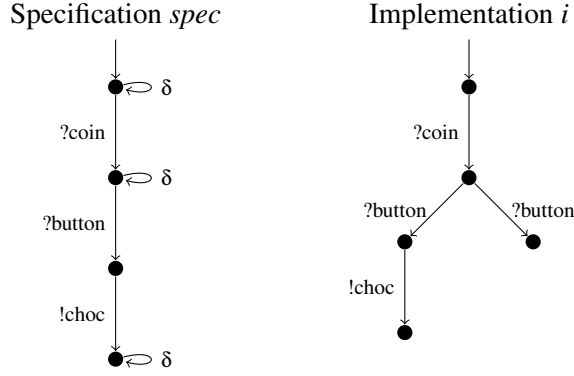 Specification spec
Implementation i
δ
?coin
δ
?button
!choc
δ
?coin
?button
?button
!choc